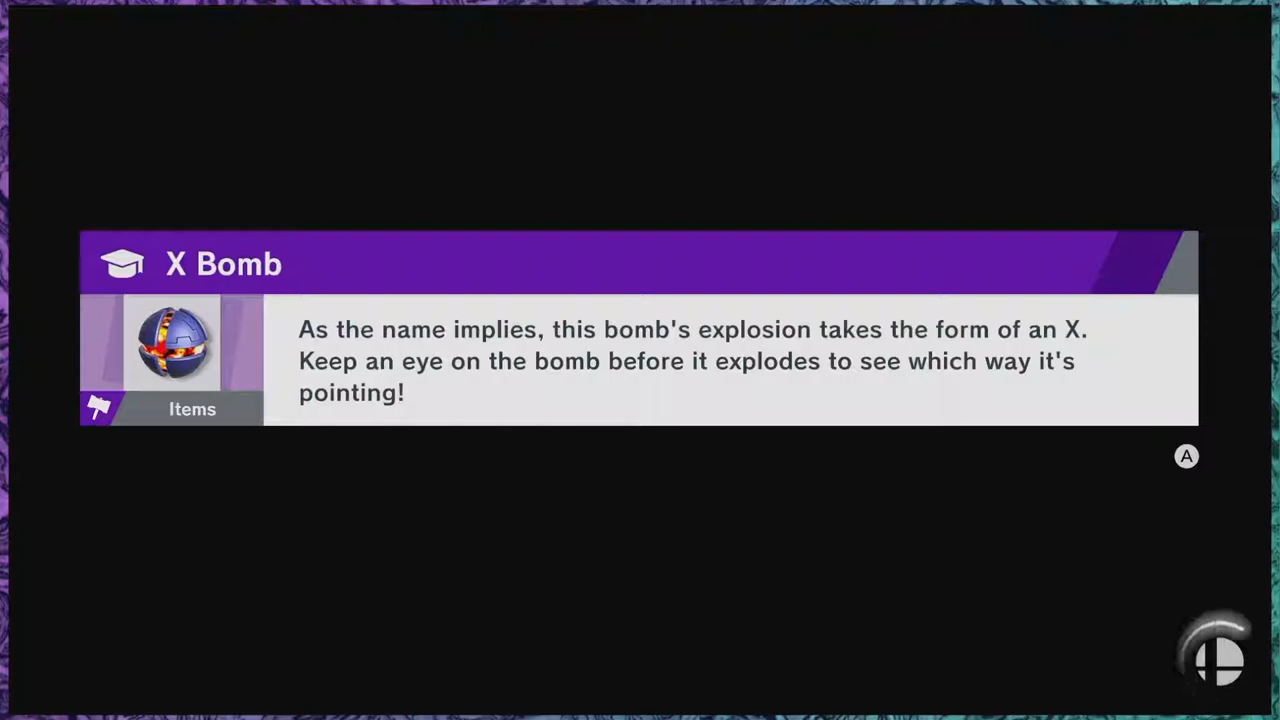 X Bomb
As the name implies, this bomb's explosion takes the form of an X.
Keep an eye on the bomb before it explodes to see which way it's
pointing!
Items
A